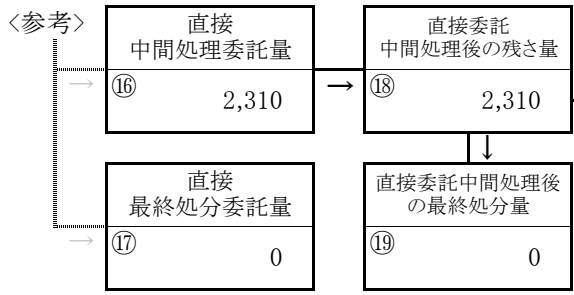 〈参考〉
直接
中間処理委託量
⑯
2,310
→
→
直接委託
中間処理後の残さ量
⑱
2,310
↓
直接
最終処分委託量
→
⑰
0
直接委託中間処理後
の最終処分量
⑲
0